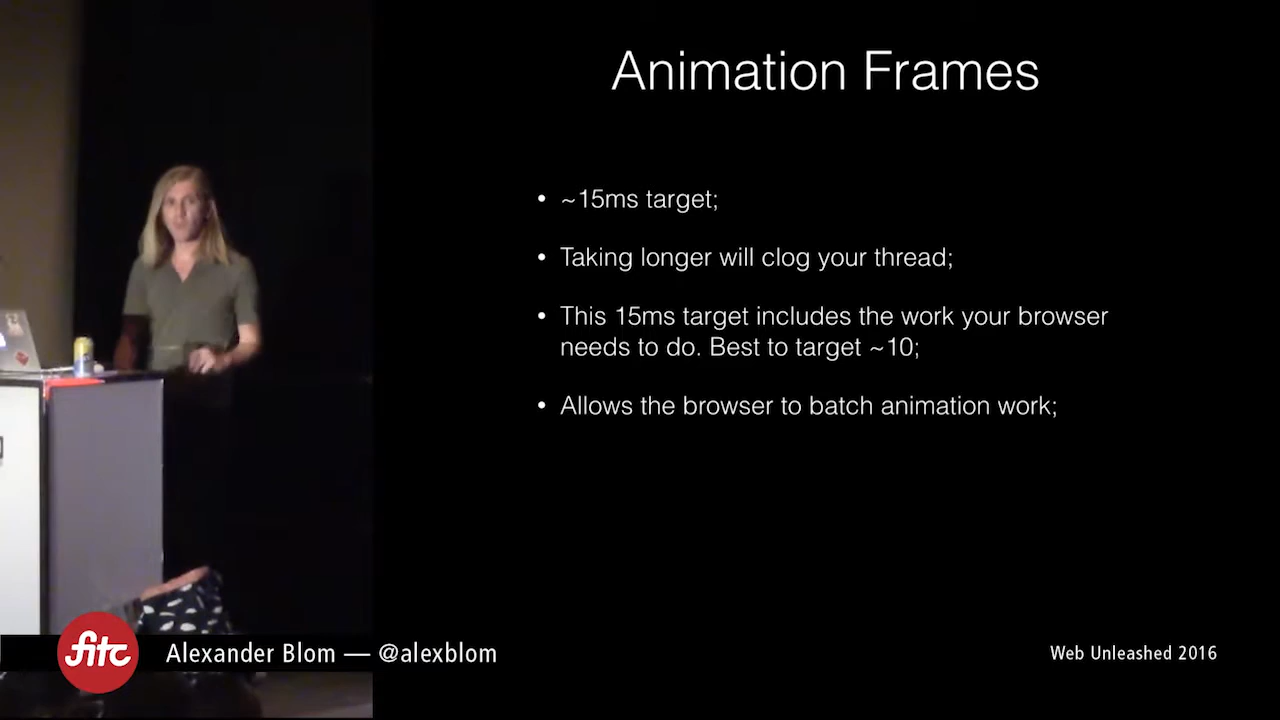 Animation Frames
• ~15ms target;
• Taking longer will clog your thread;
• This 15ms target includes the work your browser
needs to do. Best to target ~10;
• Allows the browser to batch animation work;
fitc
Alexander Blom — @alexblom
Web Unleashed 2016